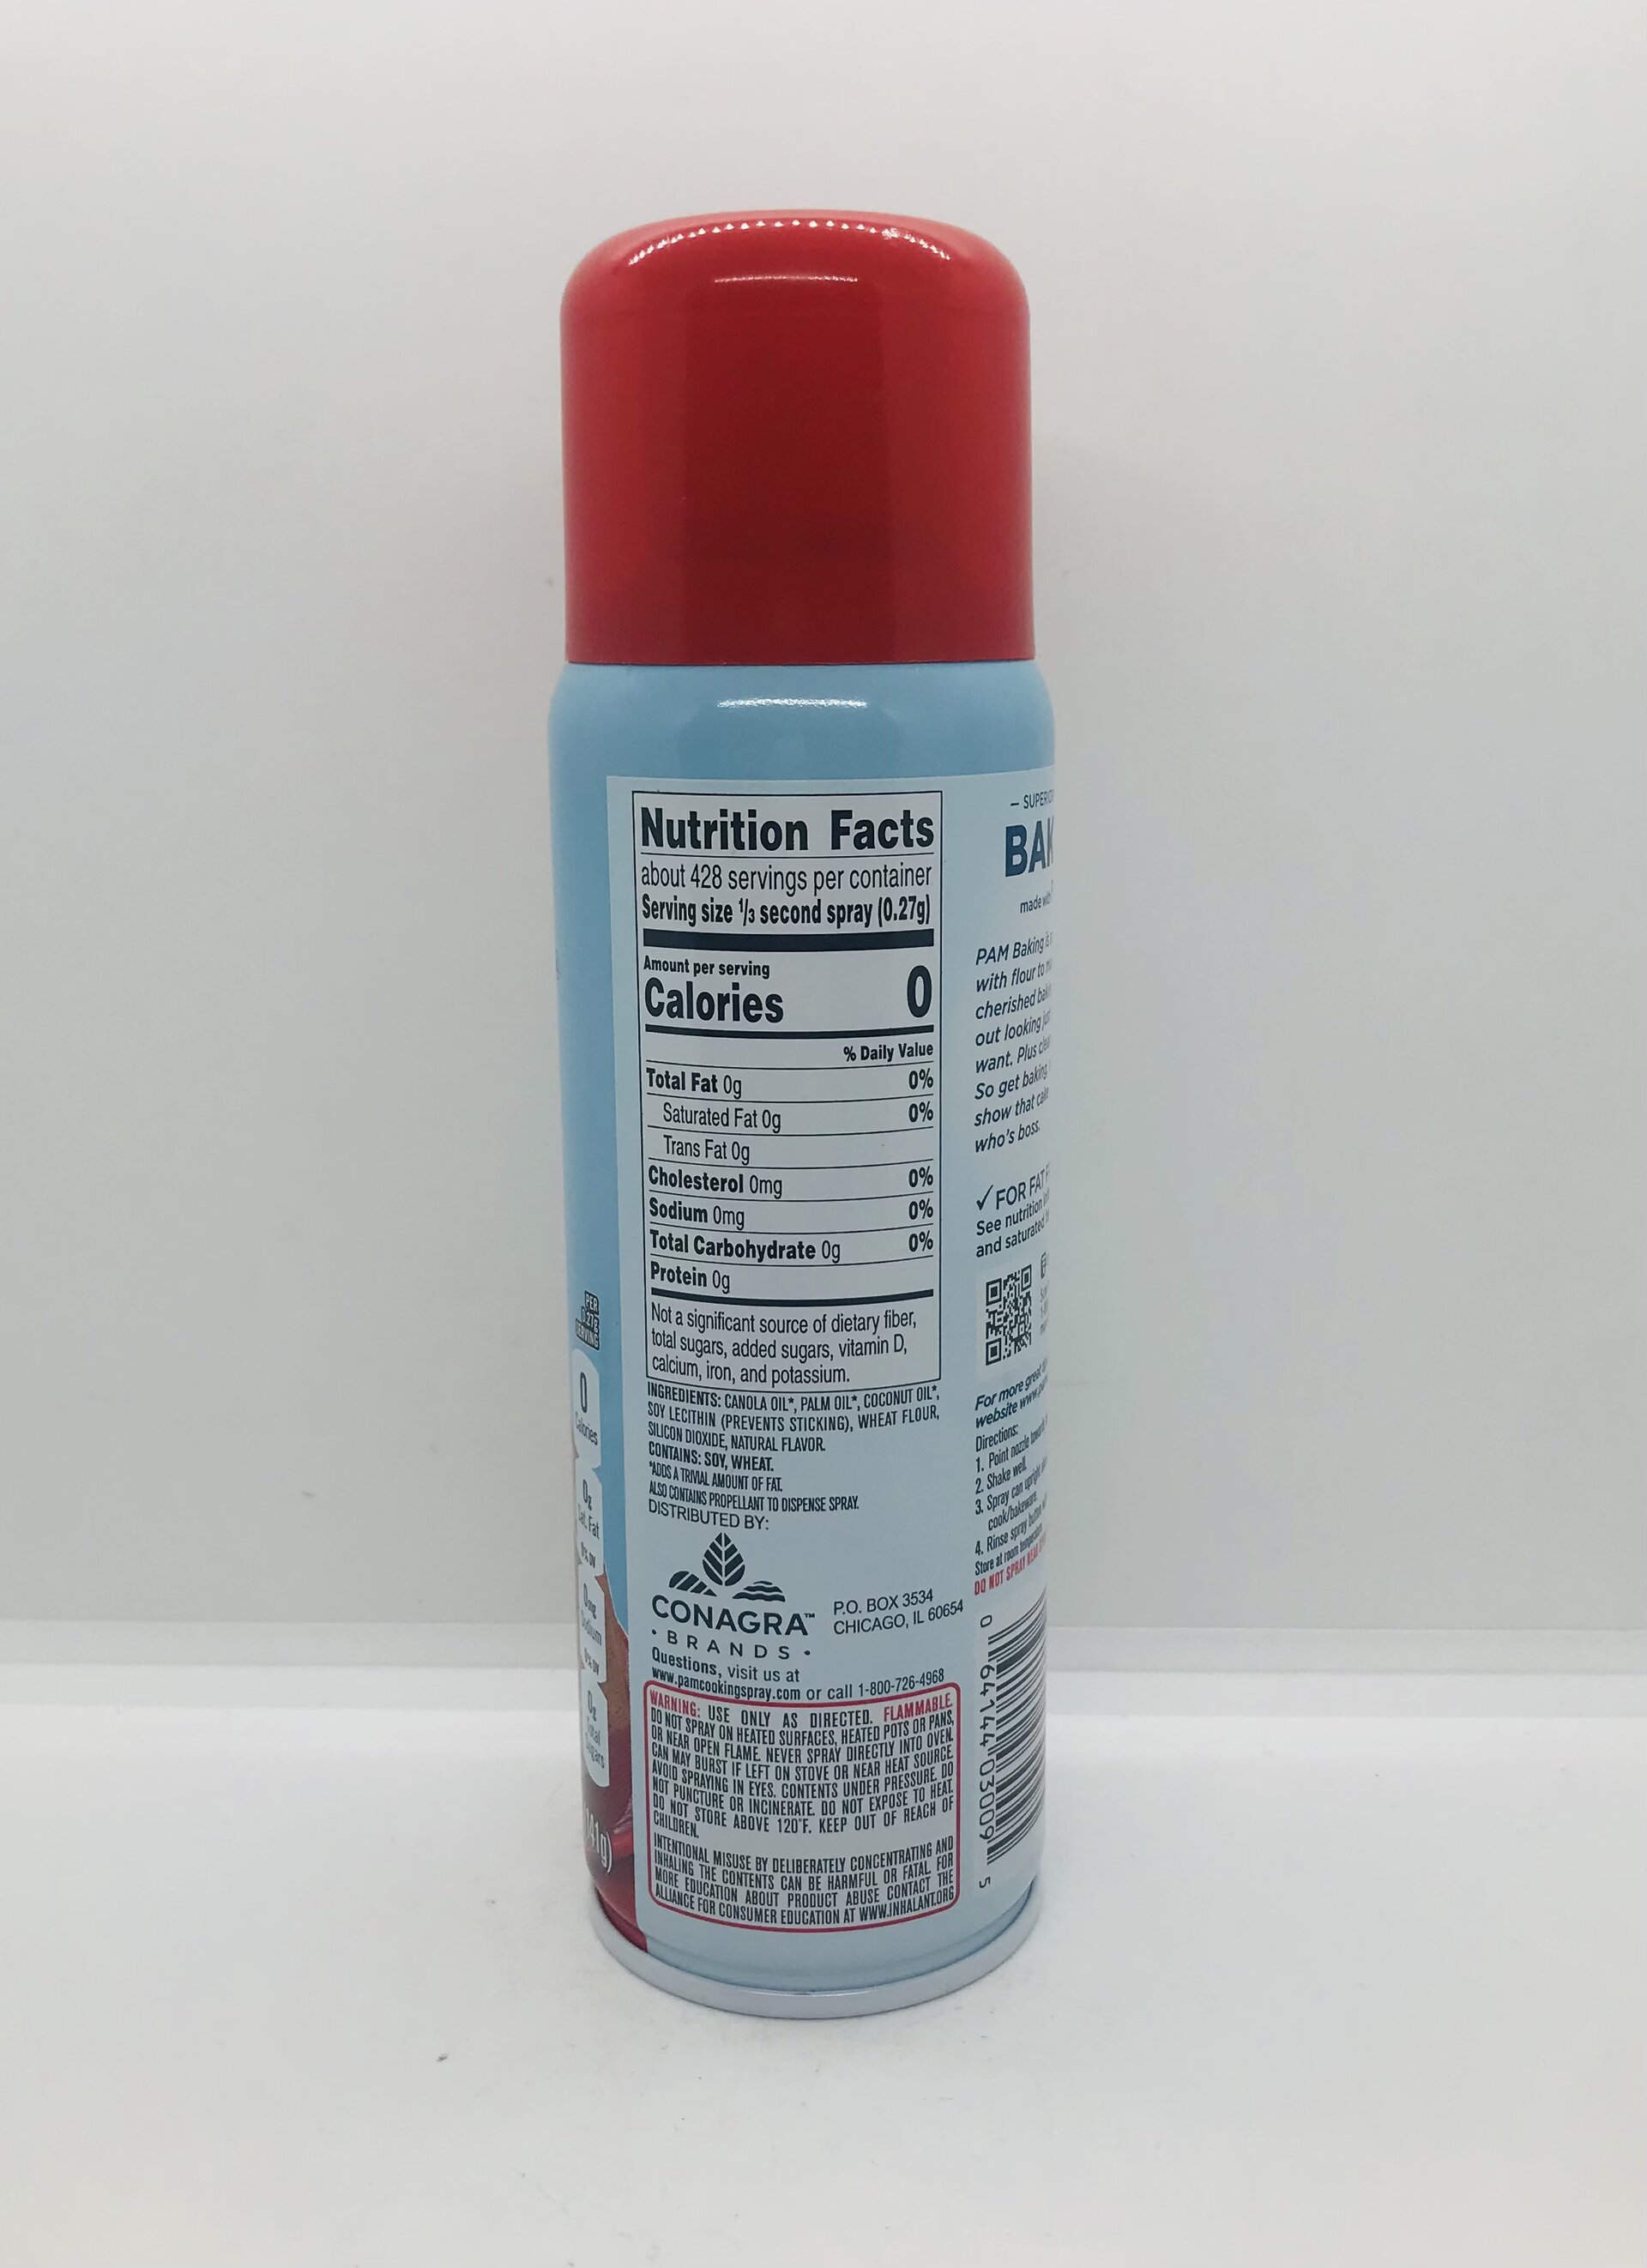 Nutrition Facts
about 428 servings per container
Serving size 1/3 second spray (0.27g)
Amount per serving
Calories 0
% Daily Value
Total Fat 0g 0%
Saturated Fat 0g 0%
Trans Fat 0g
Cholesterol 0mg 0%
Sodium 0mg 0%
Total Carbohydrate 0g 0%
Protein 0g
Not a significant source of dietary fiber,
total sugars, added sugars, vitamin D,
calcium, iron, and potassium.
INGREDIENTS: CANOLA OIL*, PALM OIL*, COCONUT OIL*,
SOY LECITHIN (PREVENTS STICKING), WHEAT FLOUR,
SILICON DIOXIDE, NATURAL FLAVOR.
CONTAINS: SOY, WHEAT.
*ADDS A TRIVIAL AMOUNT OF FAT.
ALSO CONTAINS PROPELLANT TO DISPENSE SPRAY.
DISTRIBUTED BY:
CONAGRA™
• BRANDS •
P.O. BOX 3534
CHICAGO, IL 60654
Questions, visit us at
www.pamcookingspray.com or call 1-800-726-4968
WARNING: USE ONLY AS DIRECTED. FLAMMABLE.
DO NOT SPRAY ON HEATED SURFACES, HEATED POTS OR PANS,
OR NEAR OPEN FLAME. NEVER SPRAY DIRECTLY INTO OVEN.
CAN MAY BURST IF LEFT ON STOVE OR NEAR HEAT SOURCE.
AVOID SPRAYING IN EYES. CONTENTS UNDER PRESSURE. DO
NOT PUNCTURE OR INCINERATE. DO NOT EXPOSE TO HEAT.
DO NOT STORE ABOVE 120°F. KEEP OUT OF REACH OF
CHILDREN.
INTENTIONAL MISUSE BY DELIBERATELY CONCENTRATING AND
INHALING THE CONTENTS CAN BE HARMFUL OR FATAL. FOR
MORE EDUCATION ABOUT PRODUCT ABUSE CONTACT THE
ALLIANCE FOR CONSUMER EDUCATION AT WWW.INHALANT.ORG
BAK
made
PAM Baking is
with flour to
cherished
out looking
want. Plus
So get baking,
show that
who's boss.
✓ FOR FAT
See nutrition
and saturated
For more great
website
Directions:
1. Point nozzle
2. Shake well.
3. Spray can upright
cook/bakeware.
4. Rinse spray
Store at room
DO NOT SPRAY NEAR
0 64144 03009 5
PER
SERVING
0
Calories
0g
Sat. Fat
0% DV
0mg
Sodium
0% DV
0g
Total
41g)